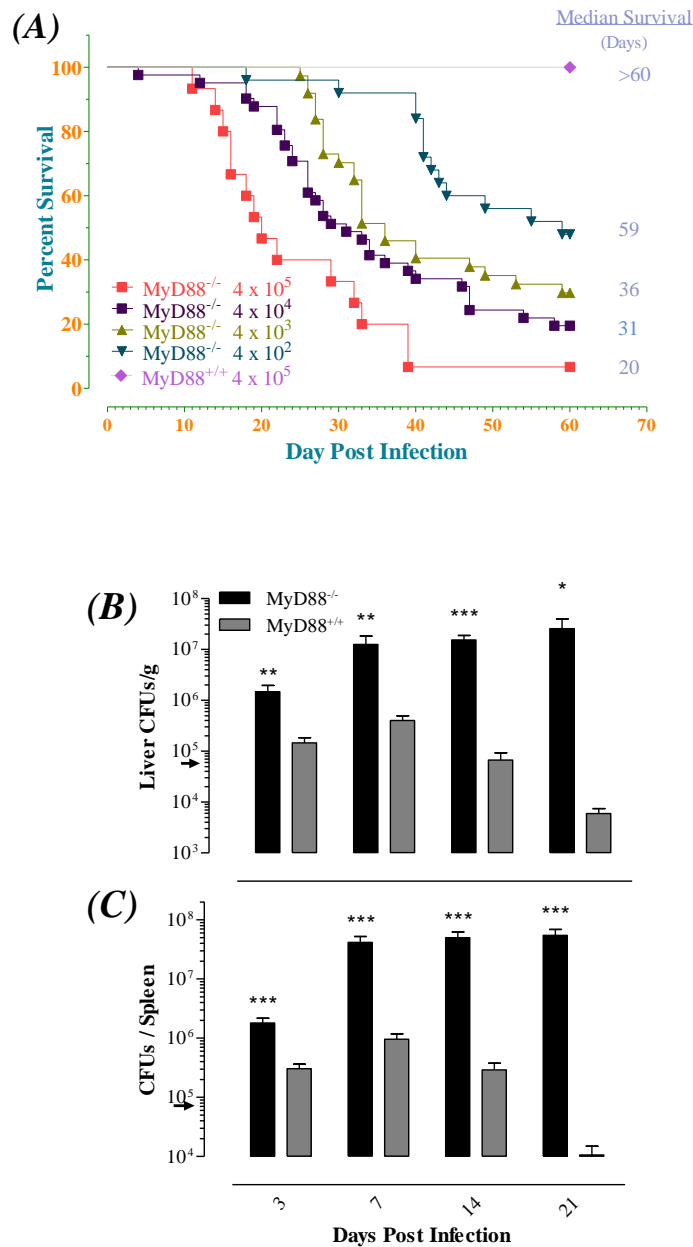 (A)
Median Survival
(Days)
100
80
60
40
20
0
Percent Survival
>60
59
36
31
20
MyD88-/- 4 x 10^5
MyD88-/- 4 x 10^4
MyD88-/- 4 x 10^3
MyD88-/- 4 x 10^2
MyD88+/+ 4 x 10^5
0 10 20 30 40 50 60 70
Day Post Infection
(B)
MyD88-/-
MyD88+/+
** ** *** *
10^8
10^7
10^6
10^5
10^4
10^3
Liver CFUs/g
(C)
*** *** *** ***
10^8
10^7
10^6
10^5
10^4
CFUs / Spleen
3 7 14 21
Days Post Infection